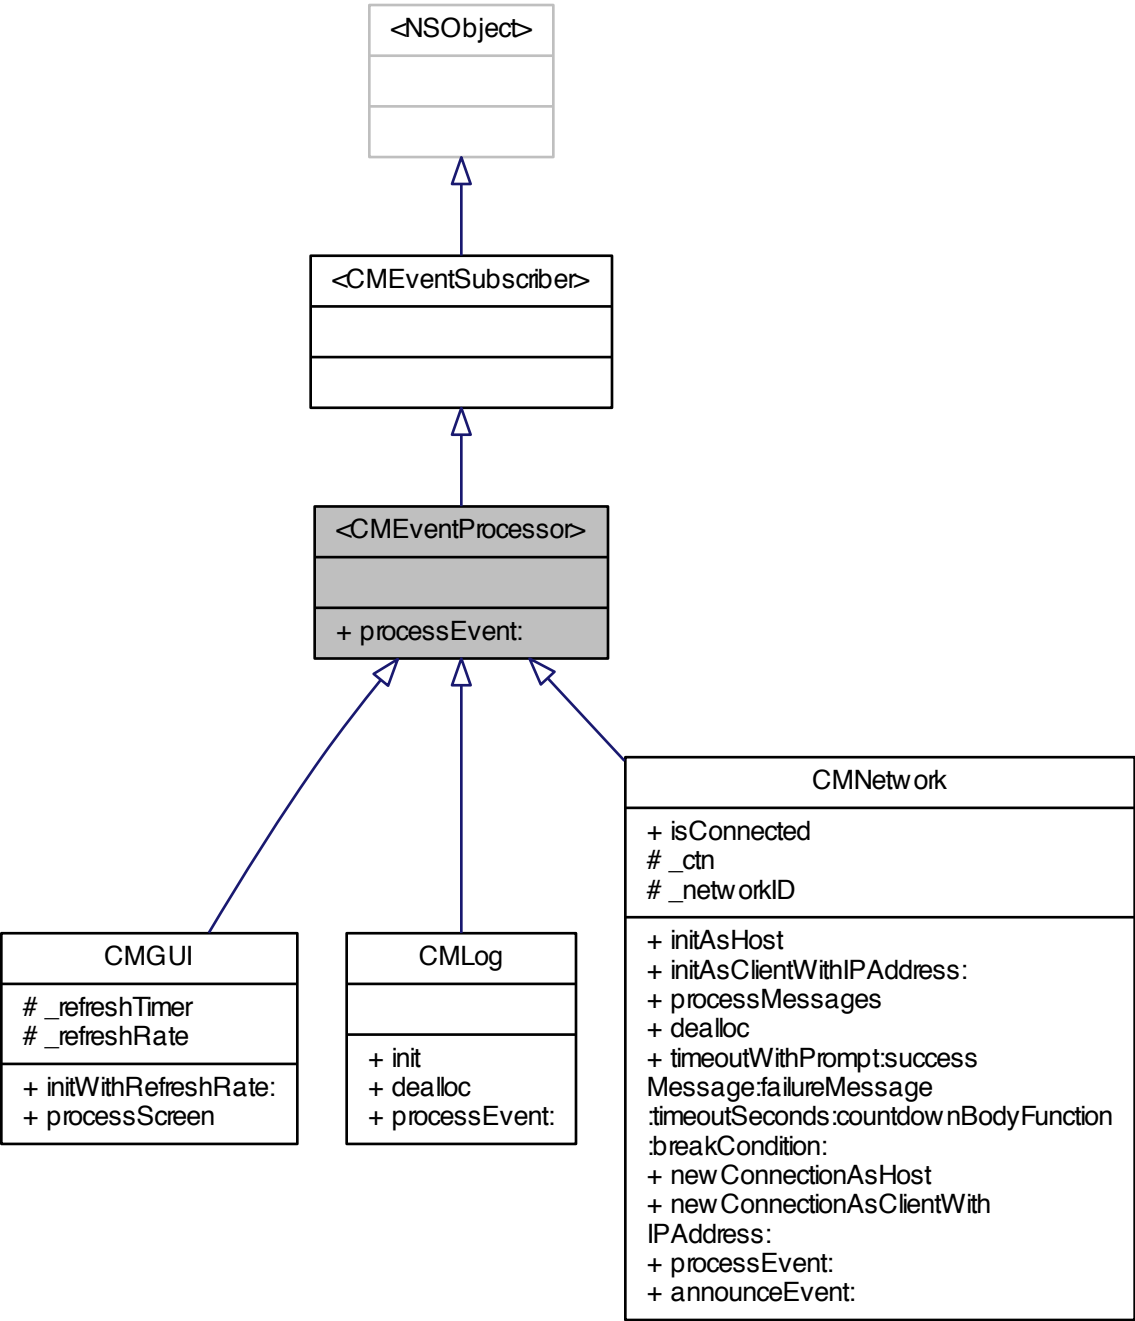 <NSObject>
<CMEventSubscriber>
<CMEventProcessor>
+ processEvent:
CMGUI
# _refreshTimer
# _refreshRate
+ initWithRefreshRate:
+ processScreen
CMLog
+ init
+ dealloc
+ processEvent:
CMNetwork
+ isConnected
# _ctn
# _networkID
+ initAsHost
+ initAsClientWithIPAddress:
+ processMessages
+ dealloc
+ timeoutWithPrompt:success
Message:failureMessage
:timeoutSeconds:countdownBodyFunction
:breakCondition:
+ newConnectionAsHost
+ newConnectionAsClientWith
IPAddress:
+ processEvent:
+ announceEvent: